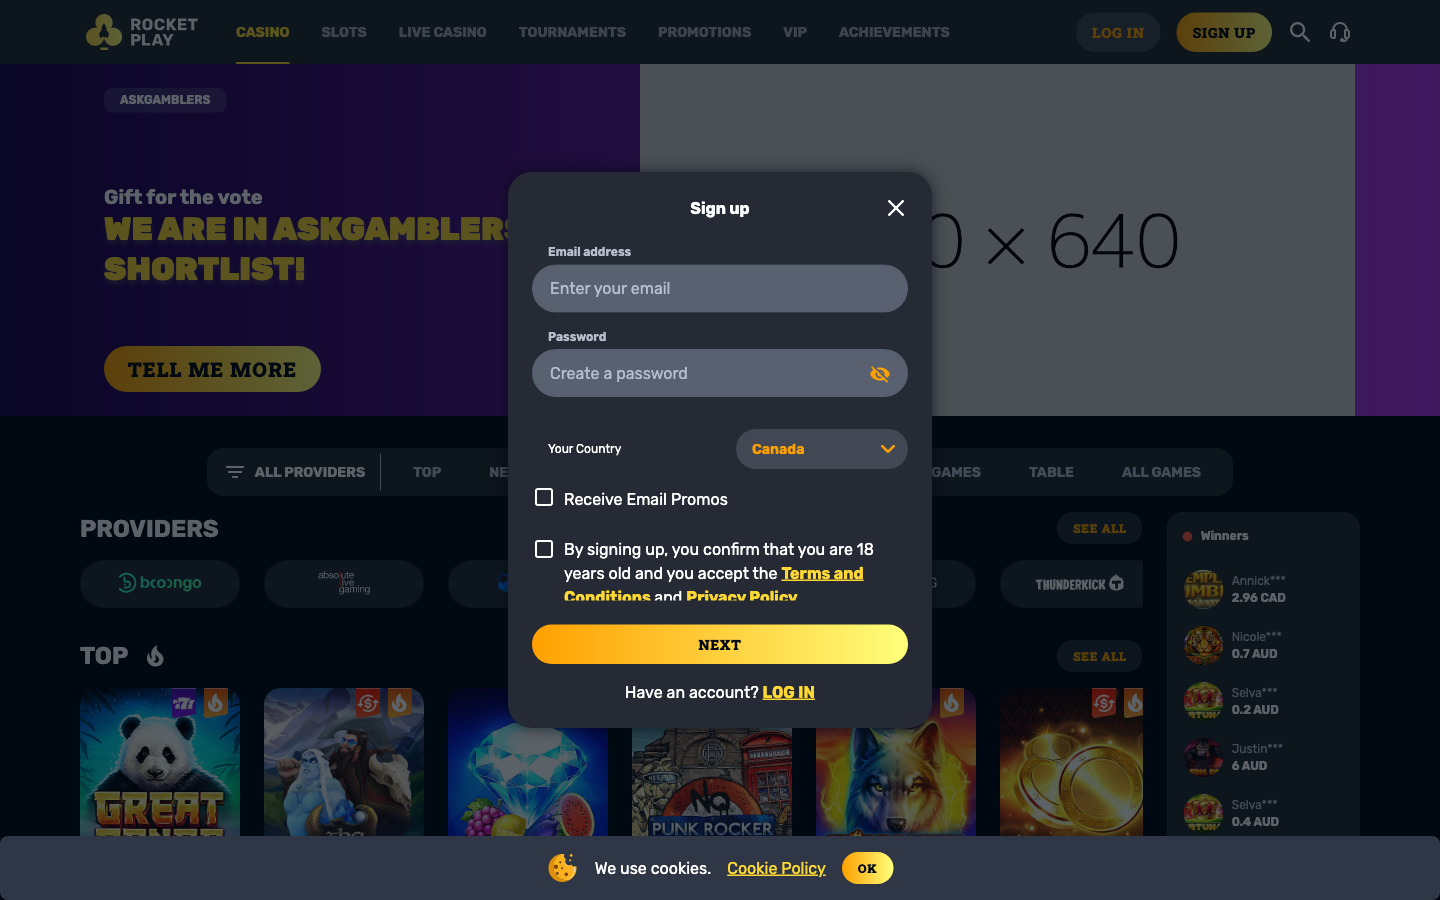 ROCKET
PLAY
CASINO
SLOTS
LIVE CASINO
TOURNAMENTS
PROMOTIONS
VIP
ACHIEVEMENTS
LOG IN
SIGN UP
ASKGAMBLERS
Gift for the vote
WE ARE IN ASKGAMBLERS
SHORTLIST!
TELL ME MORE
0 × 640
Sign up
Email address
Enter your email
Password
Create a password
Your Country
Canada
Receive Email Promos
By signing up, you confirm that you are 18
years old and you accept the Terms and
Conditions and Privacy Policy
NEXT
Have an account? LOG IN
ALL PROVIDERS
TOP
NE
GAMES
TABLE
ALL GAMES
PROVIDERS
SEE ALL
bcongo
absolute
live
gaming
G
THUNDERKICK
TOP
SEE ALL
777
GREAT
NO
PUNK ROCKER
Winners
Annick***
2.96 CAD
Nicole***
0.7 AUD
Selva***
0.2 AUD
Justin***
6 AUD
Selva***
0.4 AUD
We use cookies.
Cookie Policy
OK